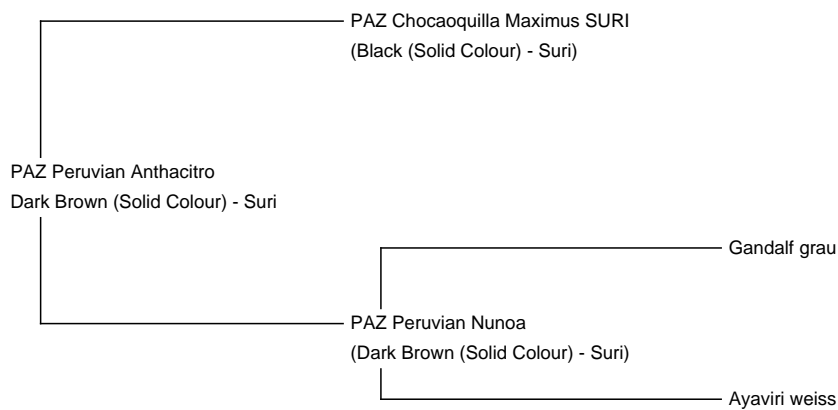 PAZ Chocaoquilla Maximus SURI
(Black (Solid Colour) - Suri)
PAZ Peruvian Anthacitro
Dark Brown (Solid Colour) - Suri
Gandalf grau
PAZ Peruvian Nunoa
(Dark Brown (Solid Colour) - Suri)
Ayaviri weiss